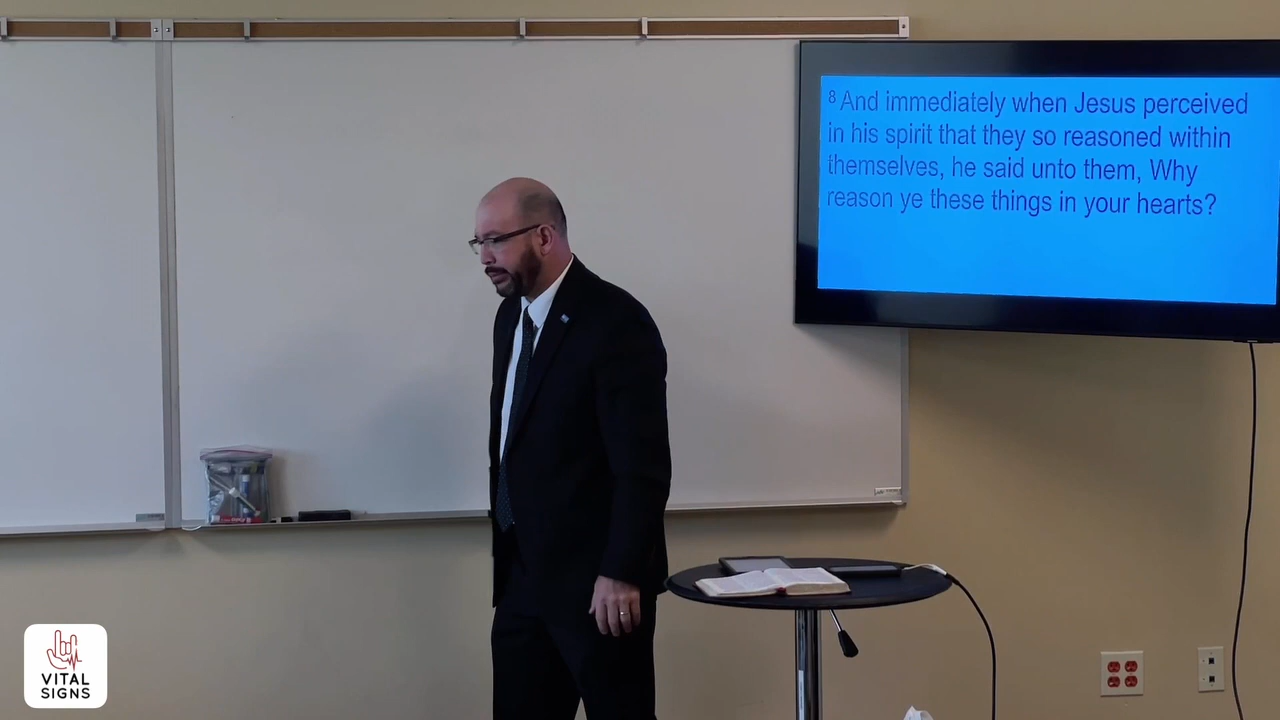 8 And immediately when Jesus perceived
in his spirit that they so reasoned within
themselves, he said unto them, Why
reason ye these things in your hearts?
VITAL
SIGNS